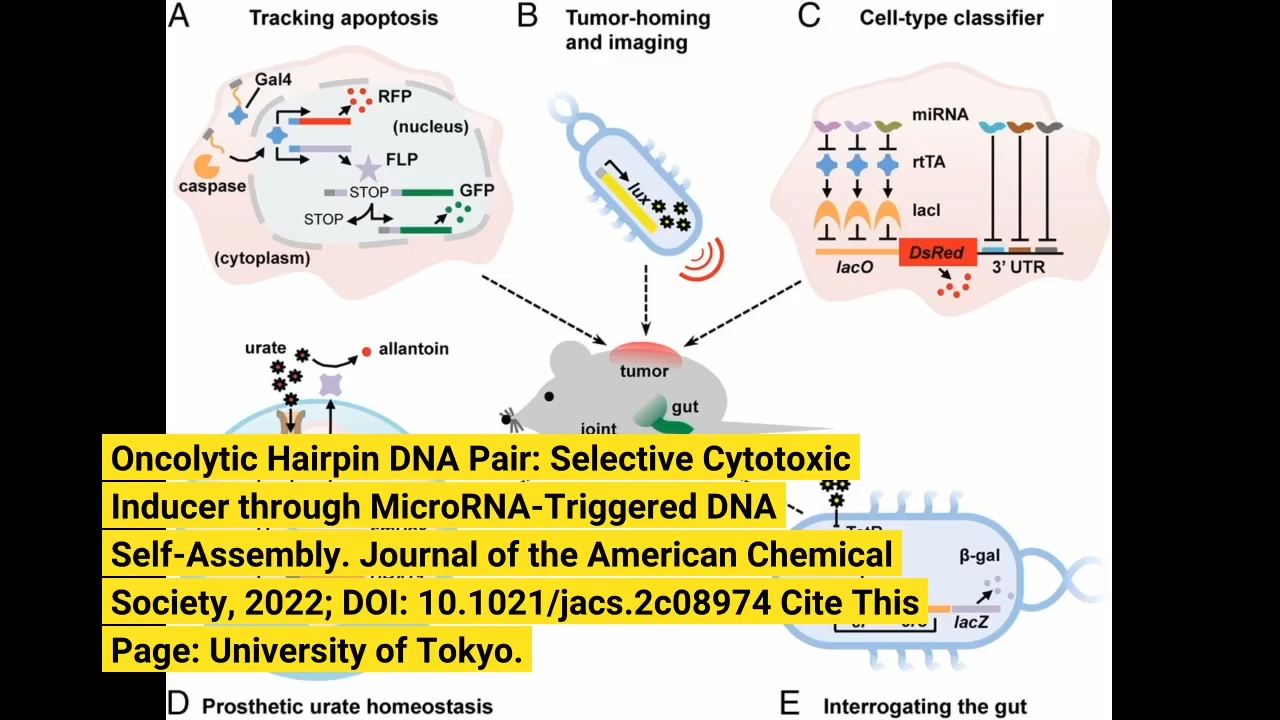 A Tracking apoptosis
B Tumor-homing
and imaging
C Cell-type classifier
Gal4
RFP
(nucleus)
FLP
caspase
STOP
GFP
STOP
(cytoplasm)
lux
miRNA
rtTA
lacI
DsRed
lacO
3' UTR
urate
allantoin
tumor
gut
joint
Oncolytic Hairpin DNA Pair: Selective Cytotoxic
Inducer through MicroRNA-Triggered DNA
Self-Assembly. Journal of the American Chemical
Society, 2022; DOI: 10.1021/jacs.2c08974 Cite This
Page: University of Tokyo.
TetR
β-gal
lacZ
D Prosthetic urate homeostasis
E Interrogating the gut